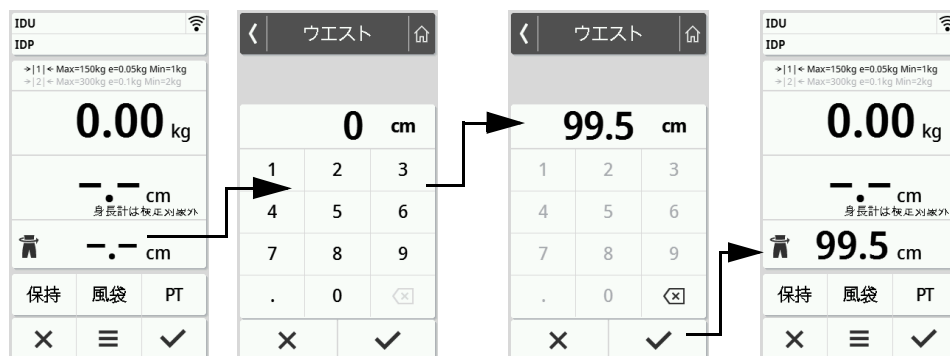 IDU
IDP
→|1|← Max=150kg e=0.05kg Min=1kg
→|2|← Max=300kg e=0.1kg Min=2kg
0.00 kg
-.- cm
身長計は検定対象外
-.- cm
保持 風袋 PT
ウエスト
0 cm
1 2 3
4 5 6
7 8 9
. 0
ウエスト
99.5 cm
1 2 3
4 5 6
7 8 9
. 0
IDU
IDP
→|1|← Max=150kg e=0.05kg Min=1kg
→|2|← Max=300kg e=0.1kg Min=2kg
0.00 kg
-.- cm
身長計は検定対象外
99.5 cm
保持 風袋 PT